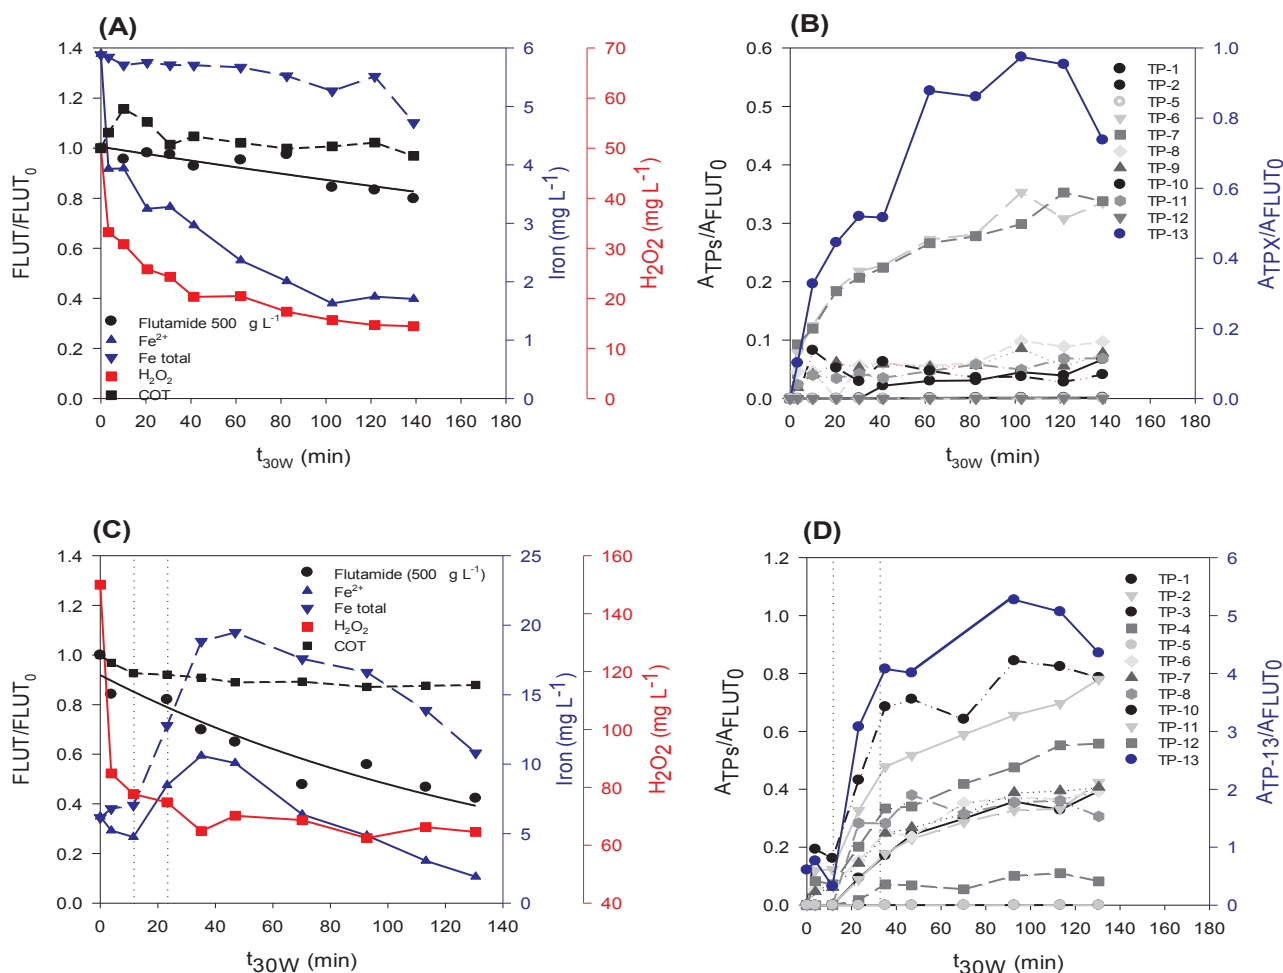 (A)
1.4
1.2
1.0
0.8
0.6
0.4
0.2
0.0
FLUT/FLUT0
6
5
4
3
2
1
0
Iron (mg L-1)
70
60
50
40
30
20
10
0
H2O2 (mg L-1)
Flutamide 500 g L-1
Fe2+
Fe total
H2O2
COT
0 20 40 60 80 100 120 140 160
t30W (min)
(B)
0.6
0.5
0.4
0.3
0.2
0.1
0.0
ATPs/AFLUT0
1.0
0.8
0.6
0.4
0.2
0.0
ATPX/AFLUT0
TP-1
TP-2
TP-5
TP-6
TP-7
TP-8
TP-9
TP-10
TP-11
TP-12
TP-13
0 20 40 60 80 100 120 140 160 180
t30W (min)
(C)
1.4
1.2
1.0
0.8
0.6
0.4
0.2
0.0
FLUT/FLUT0
25
20
15
10
5
0
Iron (mg L-1)
160
140
120
100
80
60
40
H2O2 (mg L-1)
Flutamide (500 g L-1)
Fe2+
Fe total
H2O2
COT
0 20 40 60 80 100 120 140
t30W (min)
(D)
1.2
1.0
0.8
0.6
0.4
0.2
0.0
ATPs/AFLUT0
6
5
4
3
2
1
0
ATP-13/AFLUT0
TP-1
TP-2
TP-3
TP-4
TP-5
TP-6
TP-7
TP-8
TP-10
TP-11
TP-12
TP-13
0 20 40 60 80 100 120 140 160
t30W (min)